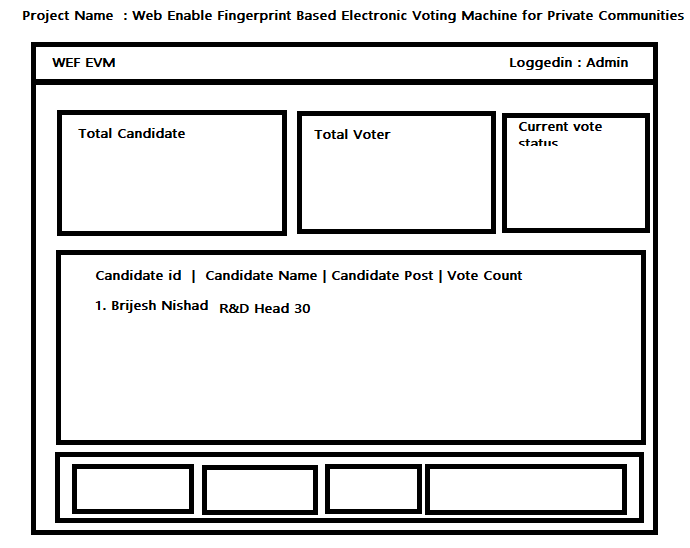 Project Name : Web Enable Fingerprint Based Electronic Voting Machine for Private Communities
WEF EVM
Loggedin : Admin
Total Candidate
Total Voter
Current vote
status
Candidate id | Candidate Name | Candidate Post | Vote Count
1. Brijesh Nishad R&D Head 30